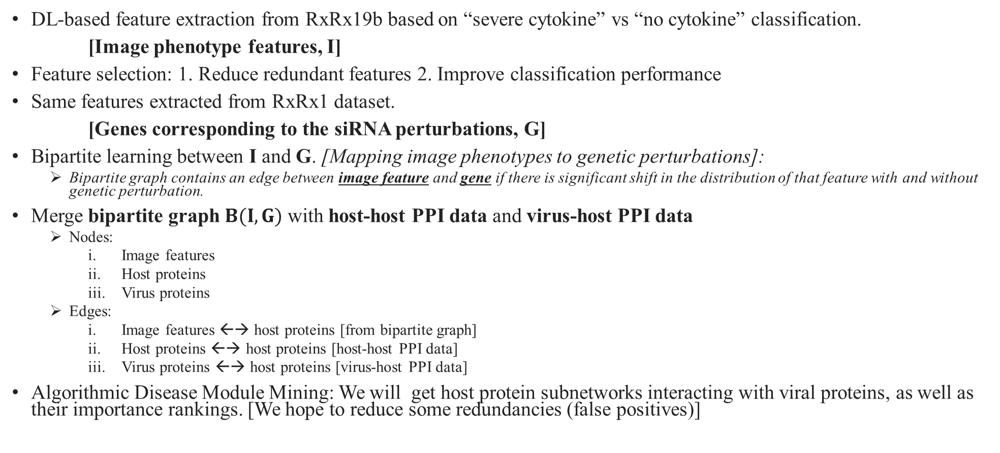 • DL-based feature extraction from RxRx19b based on “severe cytokine” vs “no cytokine” classification.
[Image phenotype features, I]
• Feature selection: 1. Reduce redundant features 2. Improve classification performance
• Same features extracted from RxRx1 dataset.
[Genes corresponding to the siRNA perturbations, G]
• Bipartite learning between I and G. [Mapping image phenotypes to genetic perturbations]:
➢ Bipartite graph contains an edge between image feature and gene if there is significant shift in the distribution of that feature with and without
genetic perturbation.
• Merge bipartite graph B(I, G) with host-host PPI data and virus-host PPI data
➢ Nodes:
i. Image features
ii. Host proteins
iii. Virus proteins
➢ Edges:
i. Image features ←→ host proteins [from bipartite graph]
ii. Host proteins ←→ host proteins [host-host PPI data]
iii. Virus proteins ←→ host proteins [virus-host PPI data]
• Algorithmic Disease Module Mining: We will get host protein subnetworks interacting with viral proteins, as well as
their importance rankings. [We hope to reduce some redundancies (false positives)]